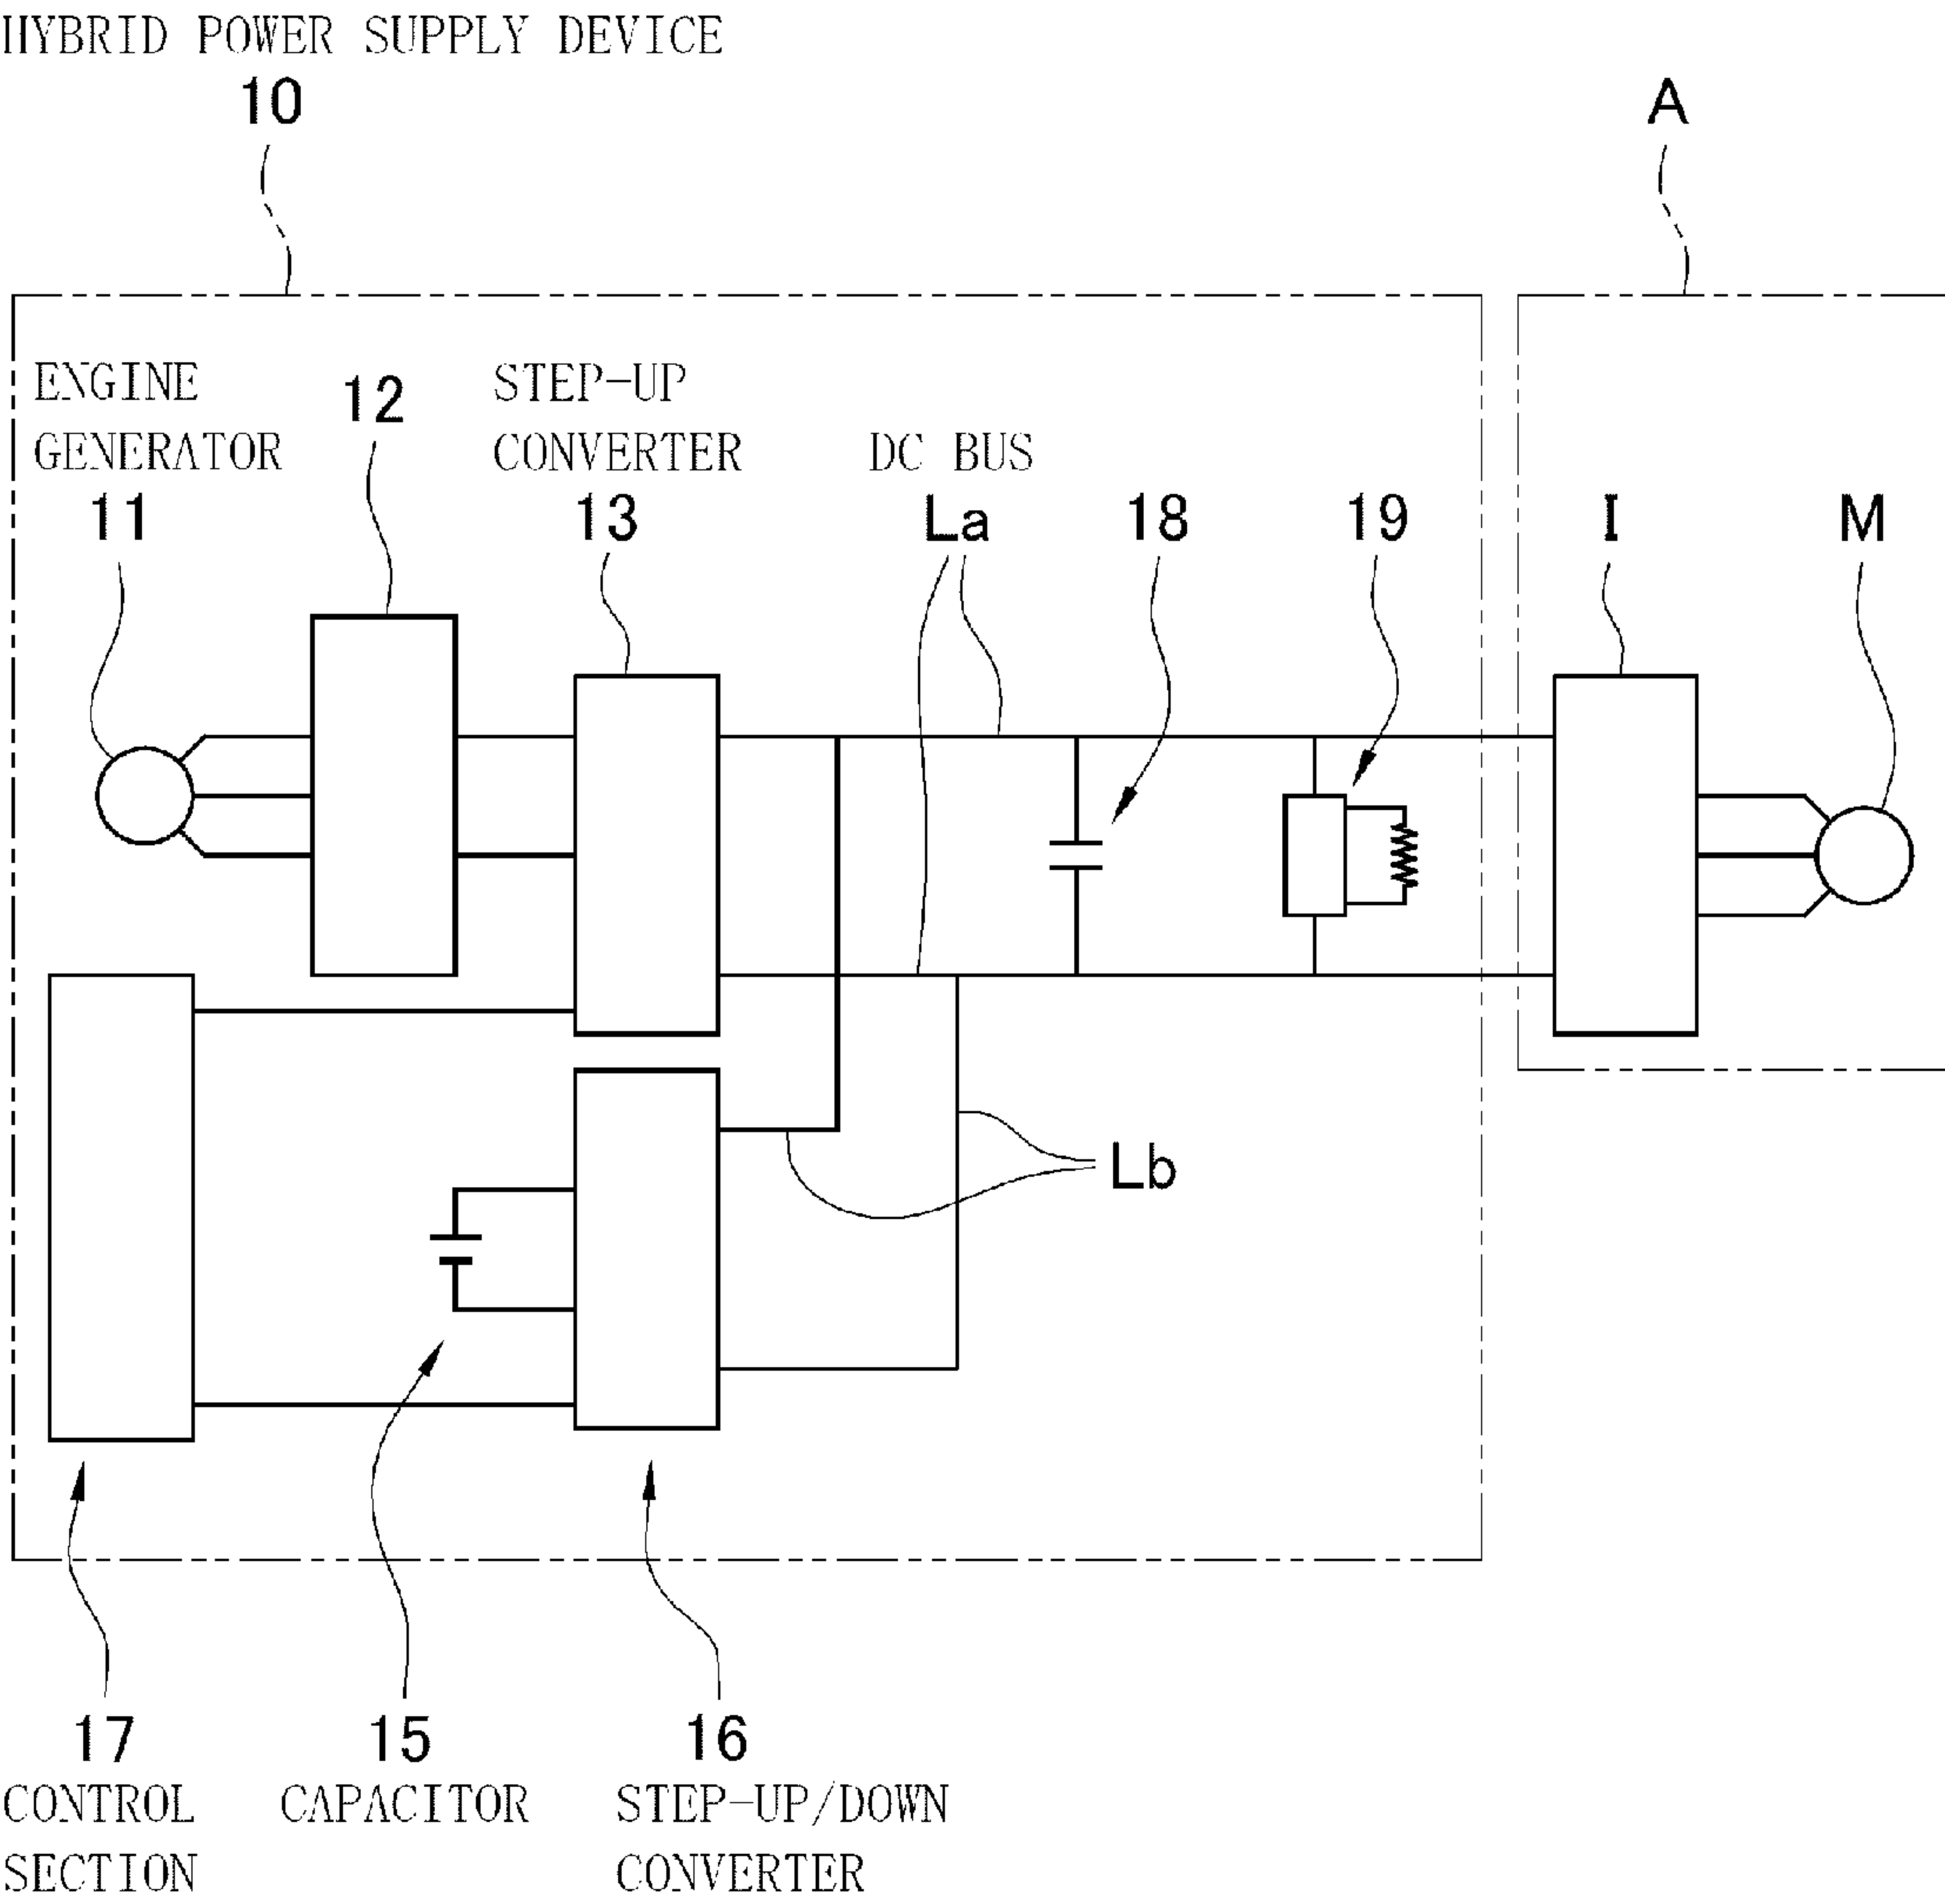 HYBRID POWER SUPPLY DEVICE
10
A
ENGINE
GENERATOR
11
12
STEP-UP
CONVERTER
13
DC BUS
La
18
19
I
M
Lb
17
CONTROL
SECTION
15
CAPACITOR
16
STEP-UP/DOWN
CONVERTER